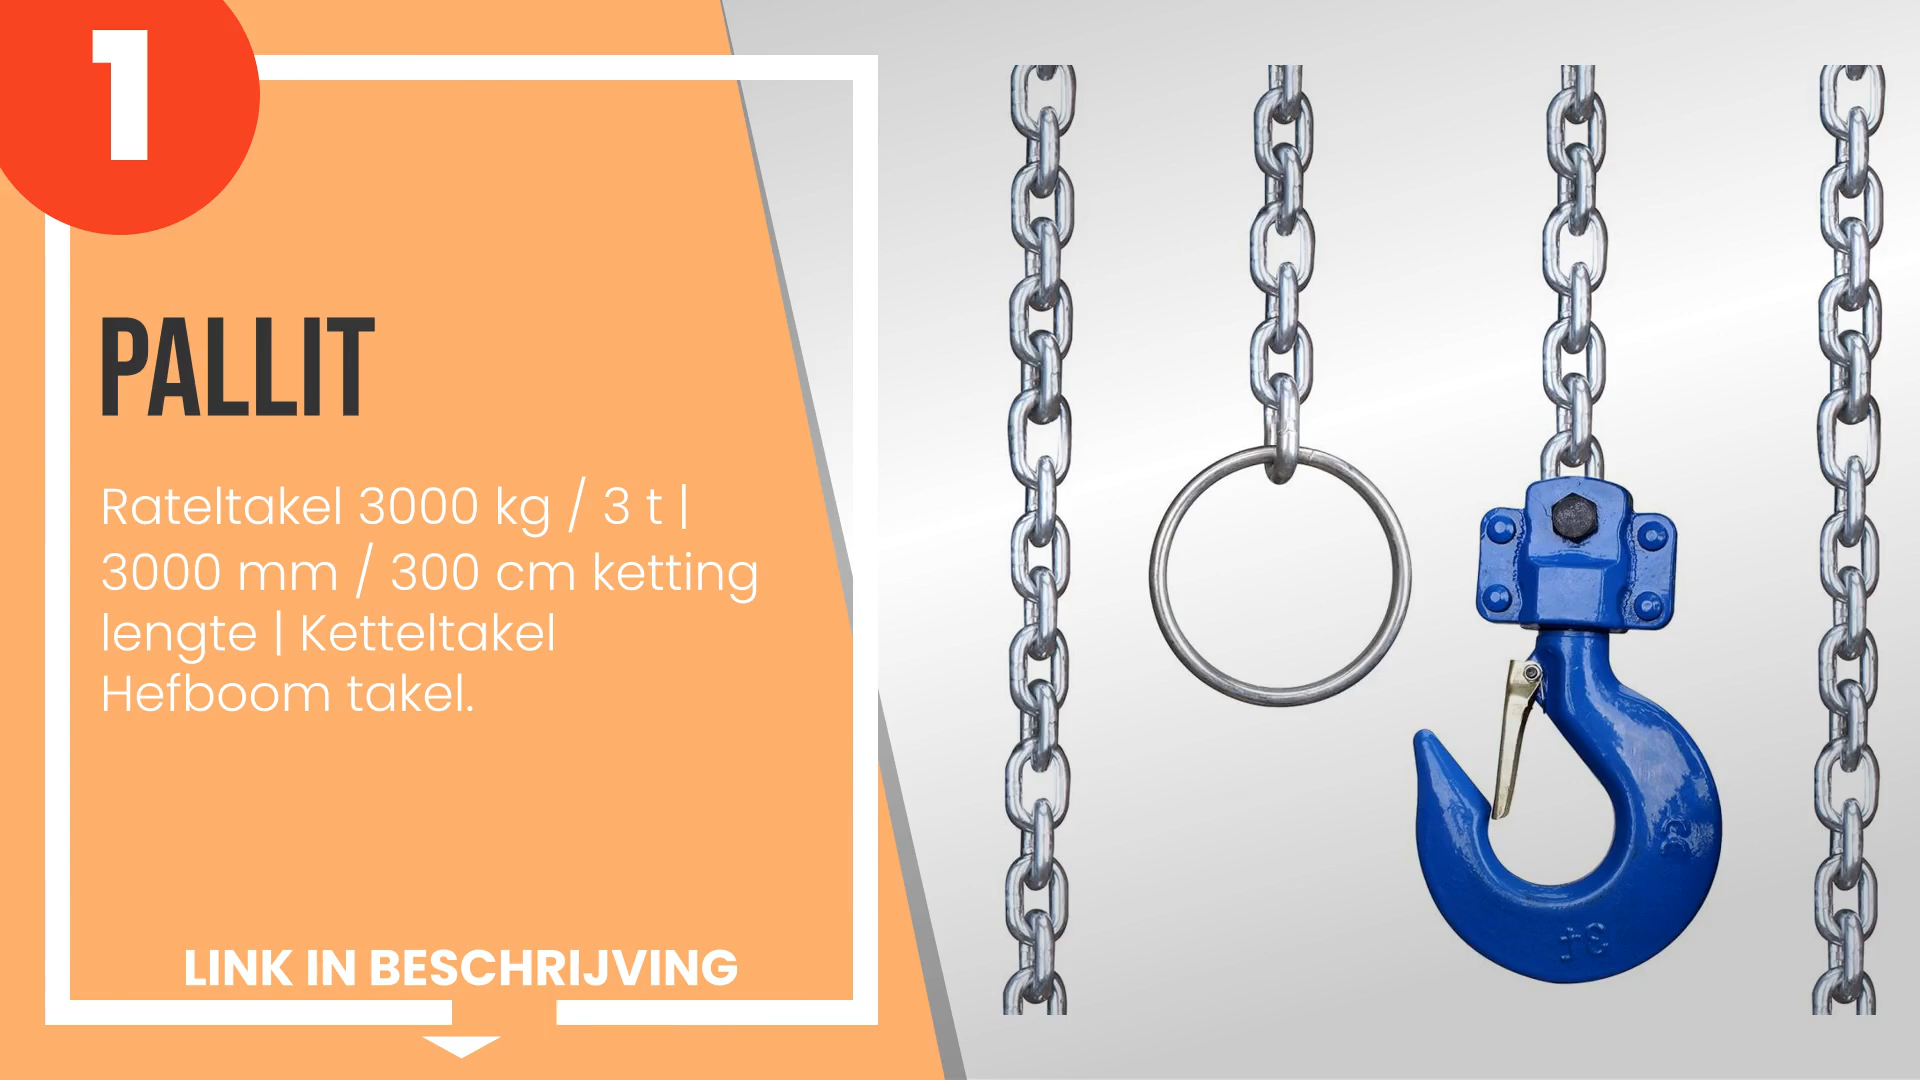 1
PALLIT
Rateltakel 3000 kg / 3 t |
3000 mm / 300 cm ketting
lengte | Ketteltakel
Hefboom takel.
LINK IN BESCHRIJVING